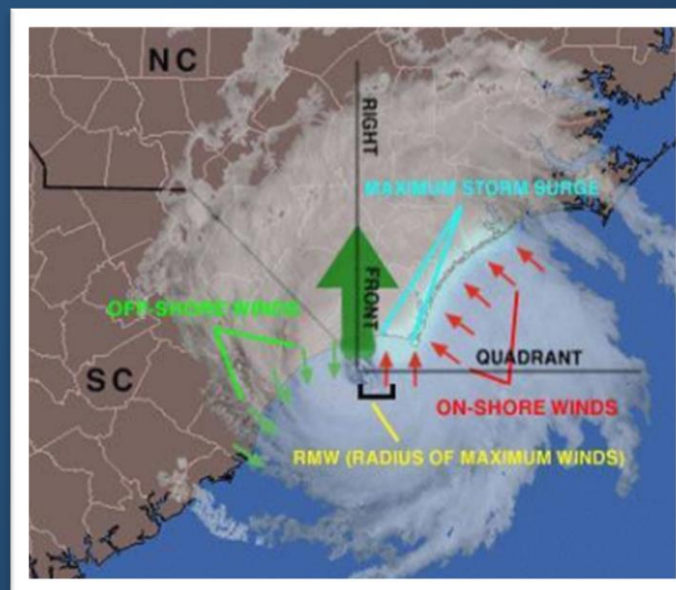 NC
RIGHT
MAXIMUM STORM SURGE
FRONT
OFF-SHORE WINDS
QUADRANT
SC
ON-SHORE WINDS
RMW (RADIUS OF MAXIMUM WINDS)